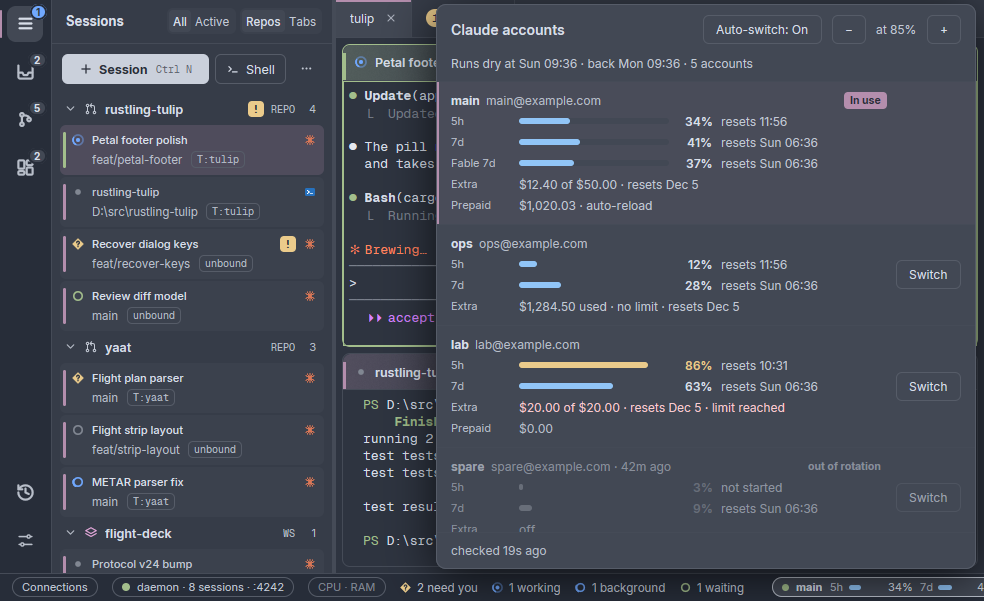 1
Sessions
All Active
Repos Tabs
+ Session Ctrl N
>_ Shell
···
2
5
2
rustling-tulip
! REPO 4
Petal footer polish
feat/petal-footer T:tulip
rustling-tulip
D:\src\rustling-tulip T:tulip
Recover dialog keys !
feat/recover-keys unbound
Review diff model
main unbound
yaat
REPO 3
Flight plan parser
main T:yaat
Flight strip layout
feat/strip-layout unbound
METAR parser fix
main T:yaat
flight-deck
WS 1
Protocol v24 bump
tulip ×
Petal foote
Update(ap
L Update
The pill
and takes
Bash(carg
L Runnin
Brewing…
>
accept
rustling-tu
PS D:\src\
Finis
running 2
test tests
test tests
test resul
PS D:\src\
Claude accounts
Auto-switch: On
−
at 85%
+
Runs dry at Sun 09:36 · back Mon 09:36 · 5 accounts
main main@example.com
In use
5h 34% resets 11:56
7d 41% resets Sun 06:36
Fable 7d 37% resets Sun 06:36
Extra $12.40 of $50.00 · resets Dec 5
Prepaid $1,020.03 · auto-reload
ops ops@example.com
5h 12% resets 11:56
7d 28% resets Sun 06:36
Extra $1,284.50 used · no limit · resets Dec 5
Switch
lab lab@example.com
5h 86% resets 10:31
7d 63% resets Sun 06:36
Extra $20.00 of $20.00 · resets Dec 5 · limit reached
Prepaid $0.00
Switch
spare spare@example.com · 42m ago
out of rotation
5h 3% not started
7d 9% resets Sun 06:36
Extra off
Switch
checked 19s ago
Connections
daemon · 8 sessions · :4242
CPU · RAM
2 need you
1 working
1 background
1 waiting
main 5h 34% 7d 4